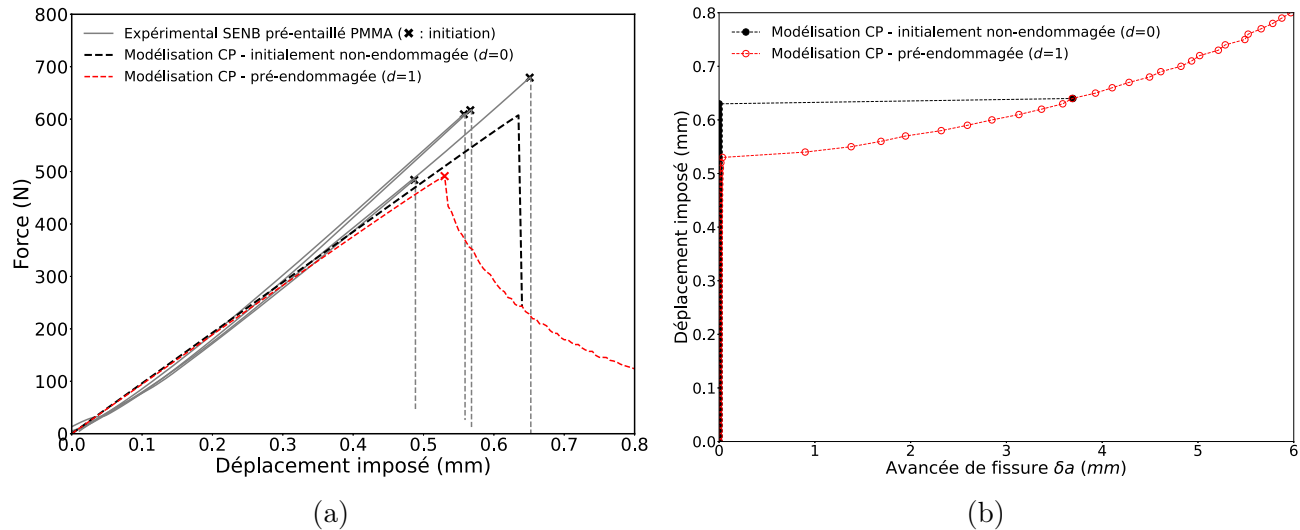 800
700
600
500
400
300
200
100
0
Force (N)
Expérimental SENB pré-entaillé PMMA (✖ : initiation)
Modélisation CP - initialement non-endommagée (d=0)
Modélisation CP - pré-endommagée (d=1)
0.0 0.1 0.2 0.3 0.4 0.5 0.6 0.7 0.8
Déplacement imposé (mm)
(a)
0.8
0.7
0.6
0.5
0.4
0.3
0.2
0.1
0.0
Déplacement imposé (mm)
Modélisation CP - initialement non-endommagée (d=0)
Modélisation CP - pré-endommagée (d=1)
0 1 2 3 4 5 6
Avancée de fissure δa (mm)
(b)